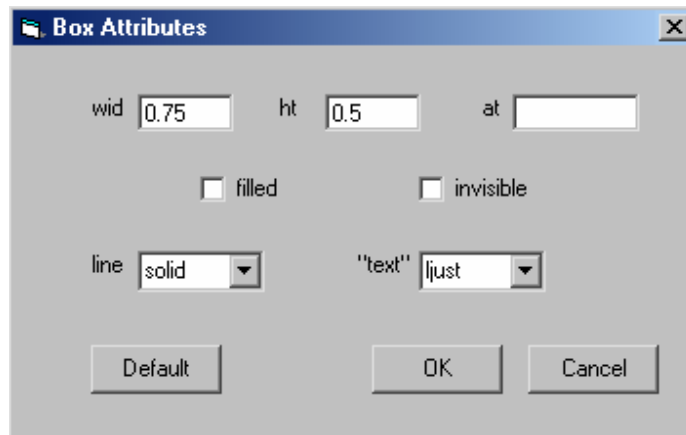 Box Attributes
wid 0.75 ht 0.5 at
filled invisible
line solid "text" ljust
Default OK Cancel